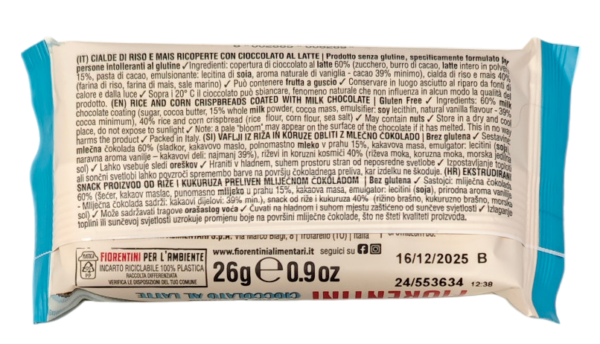 (IT) CIALDE DI RISO E MAIS RICOPERTE CON CIOCCOLATO AL LATTE | Prodotto senza glutine, specificamente formulato per
persone intolleranti al glutine ✓ Ingredienti: copertura di cioccolato al latte 60% (zucchero, burro di cacao, latte intero in polvere
15%, pasta di cacao, emulsionante: lecitina di soia, aroma naturale di vaniglia - cacao 39% minimo), cialda di riso e mais 40%
(farina di riso, farina di mais, sale marino) ✓ Può contenere frutta a guscio ✓ Conservare in luogo asciutto al riparo da fonti di
calore e dalla luce ✓ Sopra i 20° C il cioccolato può sbiancare, fenomeno naturale che non influenza in alcun modo la qualità del
prodotto. (EN) RICE AND CORN CRISPBREADS COATED WITH MILK CHOCOLATE | Gluten Free ✓ Ingredients: 60% milk
chocolate coating (sugar, cocoa butter, 15% whole milk powder, cocoa mass, emulsifier: soy lecithin, natural vanilla flavour - 39%
cocoa minimum), 40% rice and corn crispbread (rice flour, corn flour, sea salt) ✓ May contain nuts ✓ Store in a dry and cool
place, do not expose to sunlight ✓ Note: a pale "bloom" may appear on the surface of the chocolate if it has melted. This in no way
harms the product ✓ Packed in Italy. (SI) VAFLJI IZ RIŽA IN KORUZE OBLITI Z MLEČNO ČOKOLADO | Brez glutena ✓ Sestavine:
mlečna čokolada 60% (sladkor, kakavovo maslo, polnomastno mleko v prahu 15%, kakavova masa, emulgator: lecitini (soja),
naravna aroma vanilje – kakavovi deli: najmanj 39%), riževi in koruzni kosmiči 40% (riževa moka, koruzna moka, morska
sol) ✓ Lahko vsebuje sledi oreškov ✓ Hraniti v hladnem, suhem prostoru stran od neposredne svetlobe ✓ Izpostavljanje toploti
ali sončni svetlobi lahko povzroči spremembo barve na površju čokoladnega preliva, kar izdelku ne škoduje. (HR) EKSTRUDIRANI
SNACK PROIZVOD OD RIŽE I KUKURUZA PRELIVEN MLIJEČNOM ČOKOLADOM | Bez glutena ✓ Sastojci: mliječna čokolada
60% (šećer, kakaov maslac, punomasno mlijeko u prahu 15%, kakaova masa, emulgator: lecitini (soja), prirodna aroma vanilije
- Mliječna čokolada sadrži: kakaovi dijelovi: 39% min.), snack od riže i kukuruza 40% (rižino brašno, kukuruzno brašno, morska
sol) ✓ Može sadržavati tragove orašastog voća ✓ Čuvati na hladnom i suhom mjestu zaštićenom od sunčeve svjetlosti ✓ Izlaganje
toplini ili sunčevoj svjetlosti uzrokuje promjenu boje na površini mliječne čokolade, što ne šteti kvaliteti proizvoda.
FIORENTINI PER L'AMBIENTE
INCARTO RICICLABILE 100% PLASTICA
RACCOLTA DIFFERENZIATA
VERIFICA LE DISPOSIZIONI DEL TUO COMUNE
www.fiorentinialimentari.it seguici su
26g ℮ 0.9oz
16/12/2025 B
24/553634 12:38
FIORENTINI
CIOCCOLATO AL LATTE